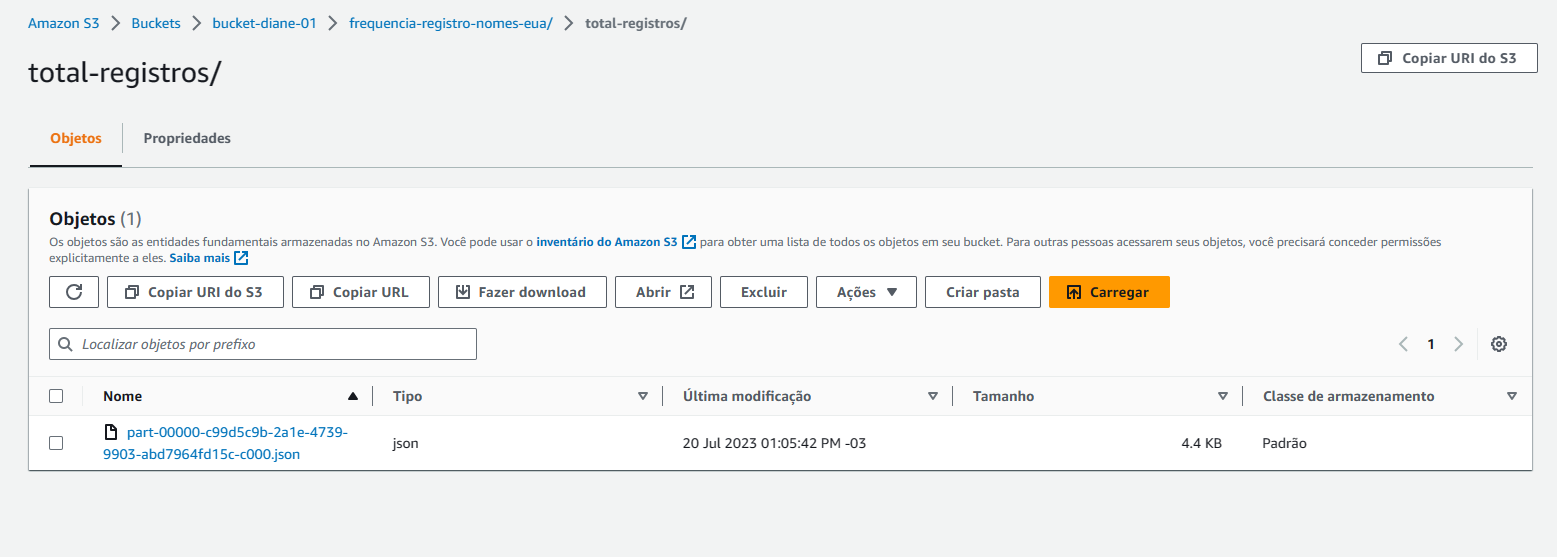 Amazon S3 > Buckets > bucket-diane-01 > frequencia-registro-nomes-eua/ > total-registros/
total-registros/
Copiar URI do S3
Objetos
Propriedades
Objetos (1)
Os objetos são as entidades fundamentais armazenadas no Amazon S3. Você pode usar o inventário do Amazon S3 para obter uma lista de todos os objetos em seu bucket. Para outras pessoas acessarem seus objetos, você precisará conceder permissões
explicitamente a eles. Saiba mais
Copiar URI do S3 Copiar URL Fazer download Abrir Excluir Ações Criar pasta Carregar
Localizar objetos por prefixo
1
Nome Tipo Última modificação Tamanho Classe de armazenamento
part-00000-c99d5c9b-2a1e-4739-
9903-abd7964fd15c-c000.json
json 20 Jul 2023 01:05:42 PM -03 4.4 KB Padrão